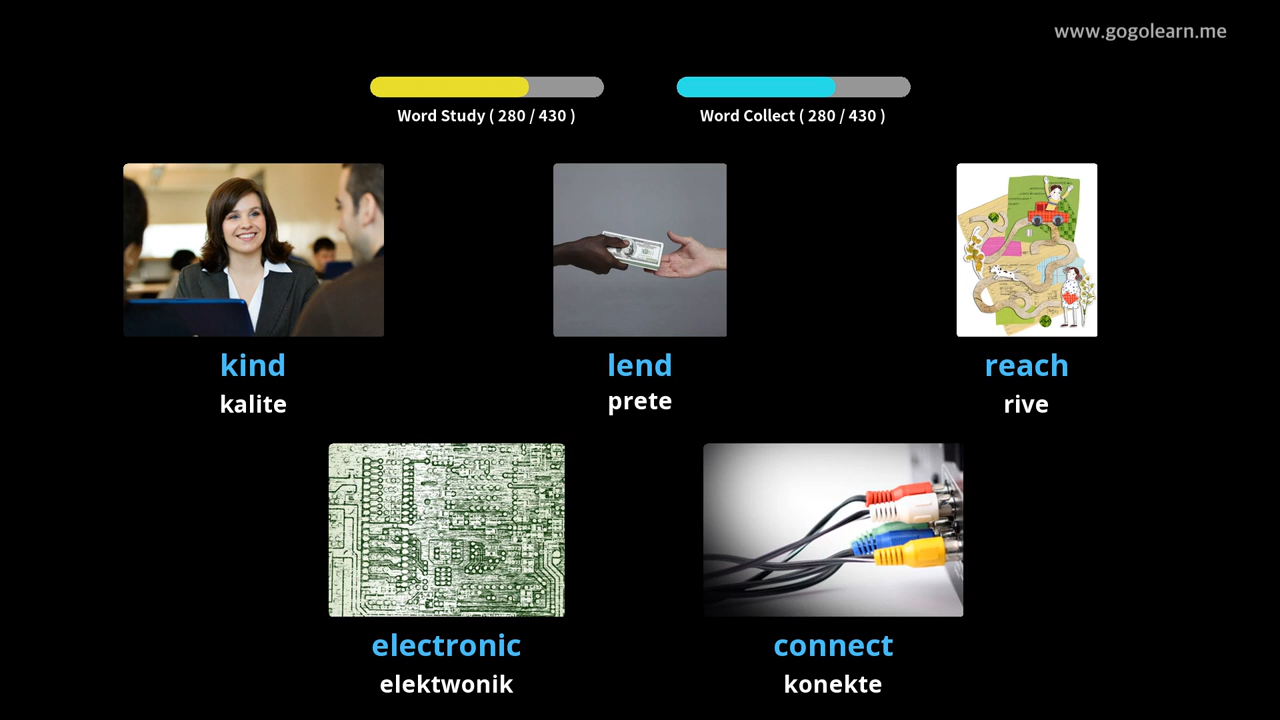 www.gogolearn.me
Word Study ( 280 / 430 )
Word Collect ( 280 / 430 )
kind
kalite
lend
prete
reach
rive
electronic
elektwonik
connect
konekte